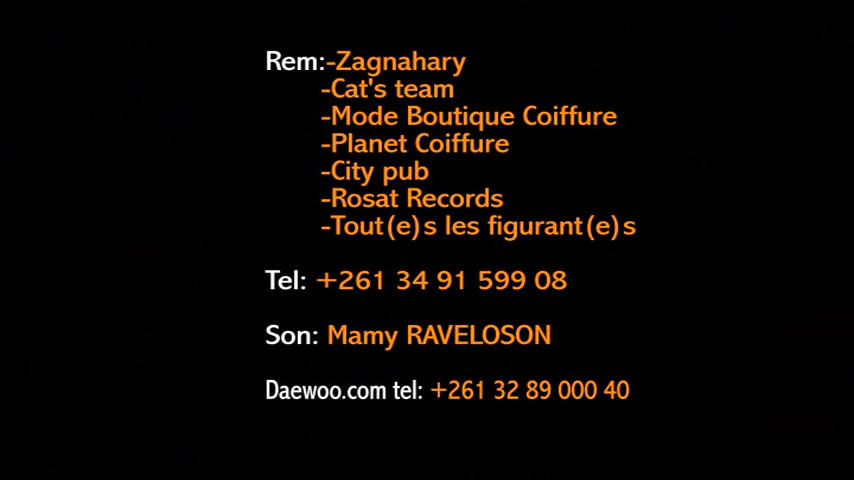 Rem:-Zagnahary
-Cat's team
-Mode Boutique Coiffure
-Planet Coiffure
-City pub
-Rosat Records
-Tout(e)s les figurant(e)s
Tel: +261 34 91 599 08
Son: Mamy RAVELOSON
Daewoo.com tel: +261 32 89 000 40